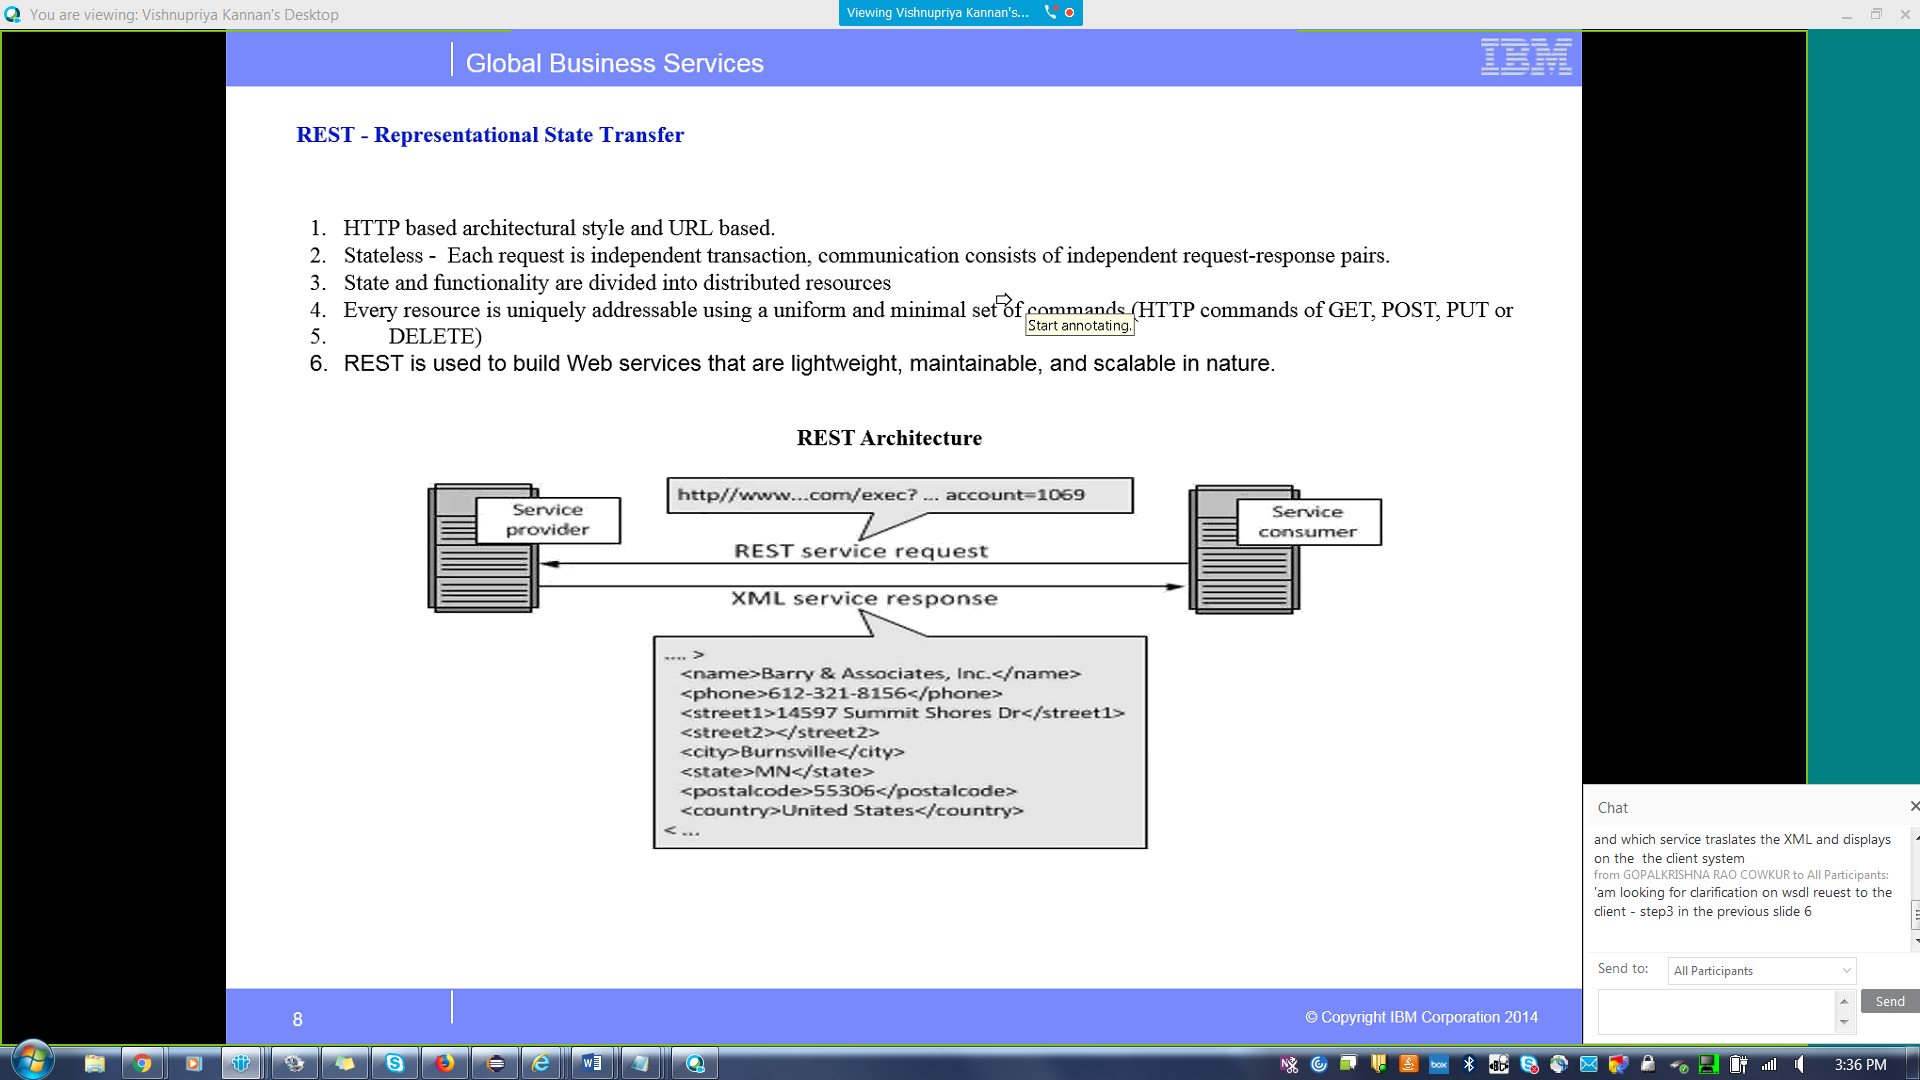 You are viewing: Vishnupriya Kannan's Desktop
Viewing Vishnupriya Kannan's...
Global Business Services
IBM
REST - Representational State Transfer
1. HTTP based architectural style and URL based.
2. Stateless - Each request is independent transaction, communication consists of independent request-response pairs.
3. State and functionality are divided into distributed resources
4. Every resource is uniquely addressable using a uniform and minimal set of commands (HTTP commands of GET, POST, PUT or
Start annotating.
5. DELETE)
6. REST is used to build Web services that are lightweight, maintainable, and scalable in nature.
REST Architecture
Service
provider
http//www...com/exec? ... account=1069
Service
consumer
REST service request
XML service response
.... >
<name>Barry & Associates, Inc.</name>
<phone>612-321-8156</phone>
<street1>14597 Summit Shores Dr</street1>
<street2></street2>
<city>Burnsville</city>
<state>MN</state>
<postalcode>55306</postalcode>
<country>United States</country>
< ...
Chat
and which service traslates the XML and displays
on the  the client system
from GOPALKRISHNA RAO COWKUR to All Participants:
'am looking for clarification on wsdl reuest to the
client - step3 in the previous slide 6
Send to:
All Participants
Send
8
© Copyright IBM Corporation 2014
box
3:36 PM